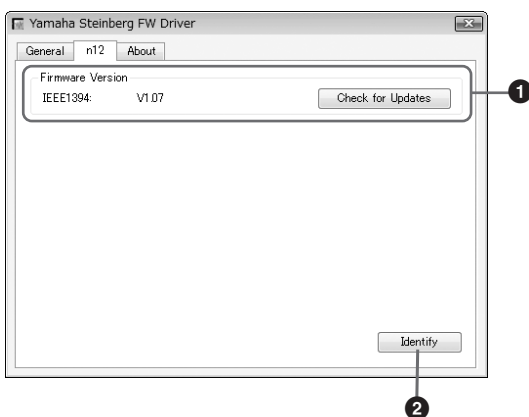 Yamaha Steinberg FW Driver
General n12 About
Firmware Version
IEEE1394: V1.07 Check for Updates
1
Identify
2